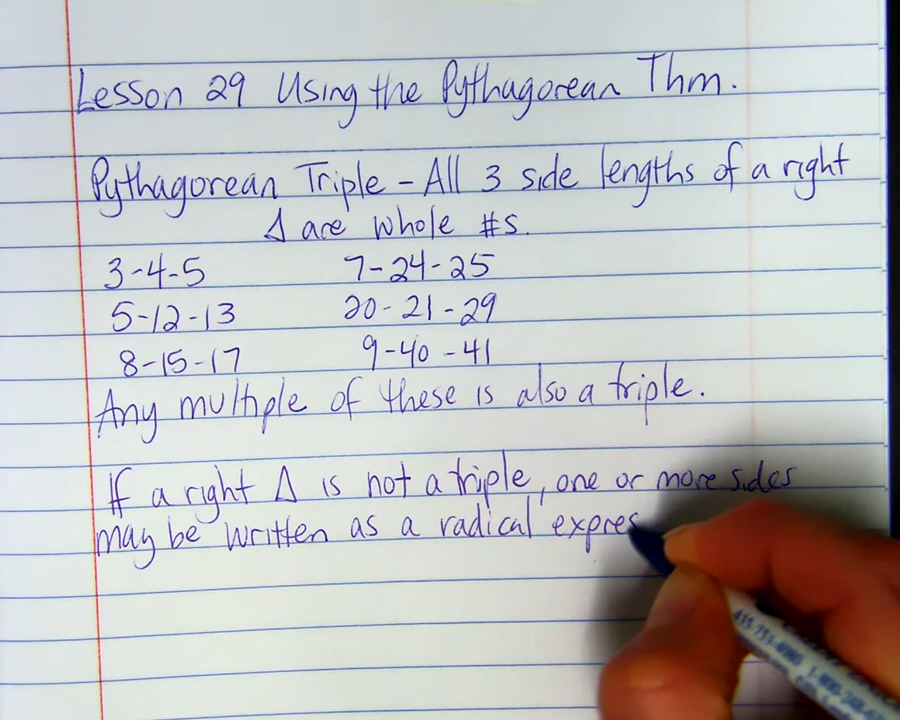 Lesson 29 Using the Pythagorean Thm.
Pythagorean Triple - All 3 side lengths of a right
Δ are whole #s.
3-4-5 7-24-25
5-12-13 20-21-29
8-15-17 9-40-41
Any multiple of these is also a triple.
If a right Δ is not a triple, one or more sides
may be written as a radical expres